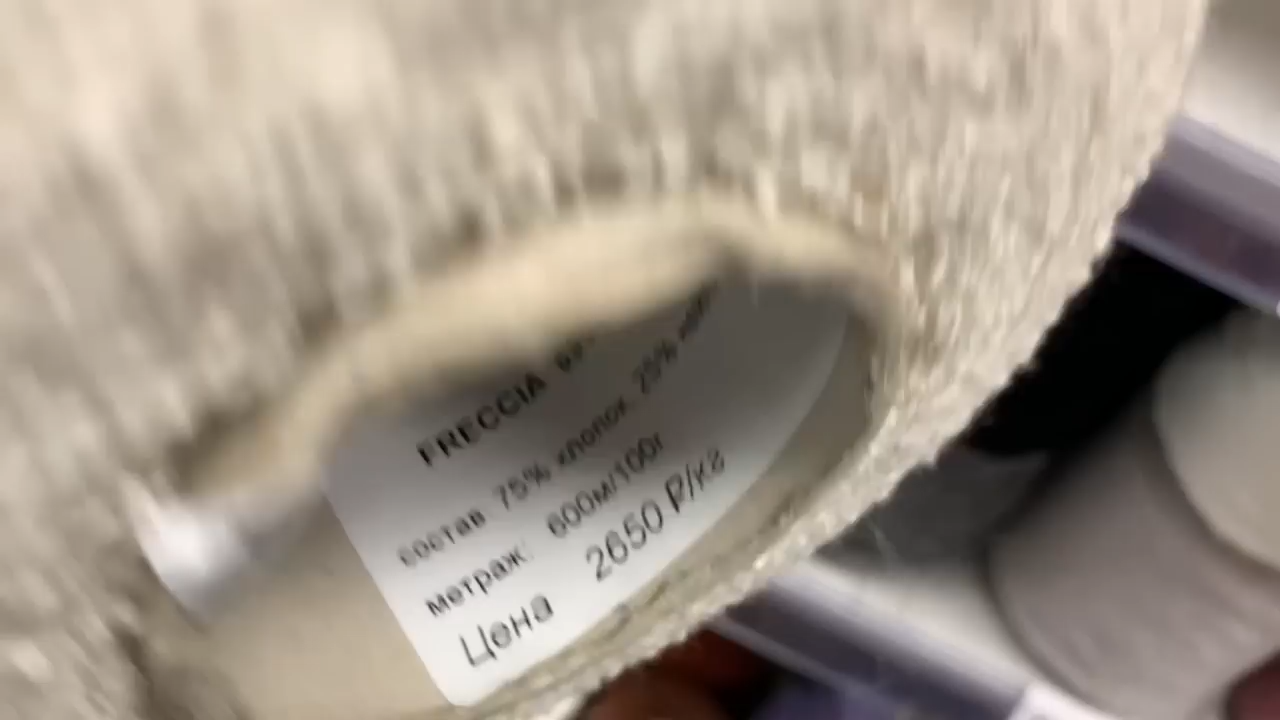 FRECCIA
состав 75% хлопок 25%
метраж: 600м/100г
Цена 2650 ₽/кг